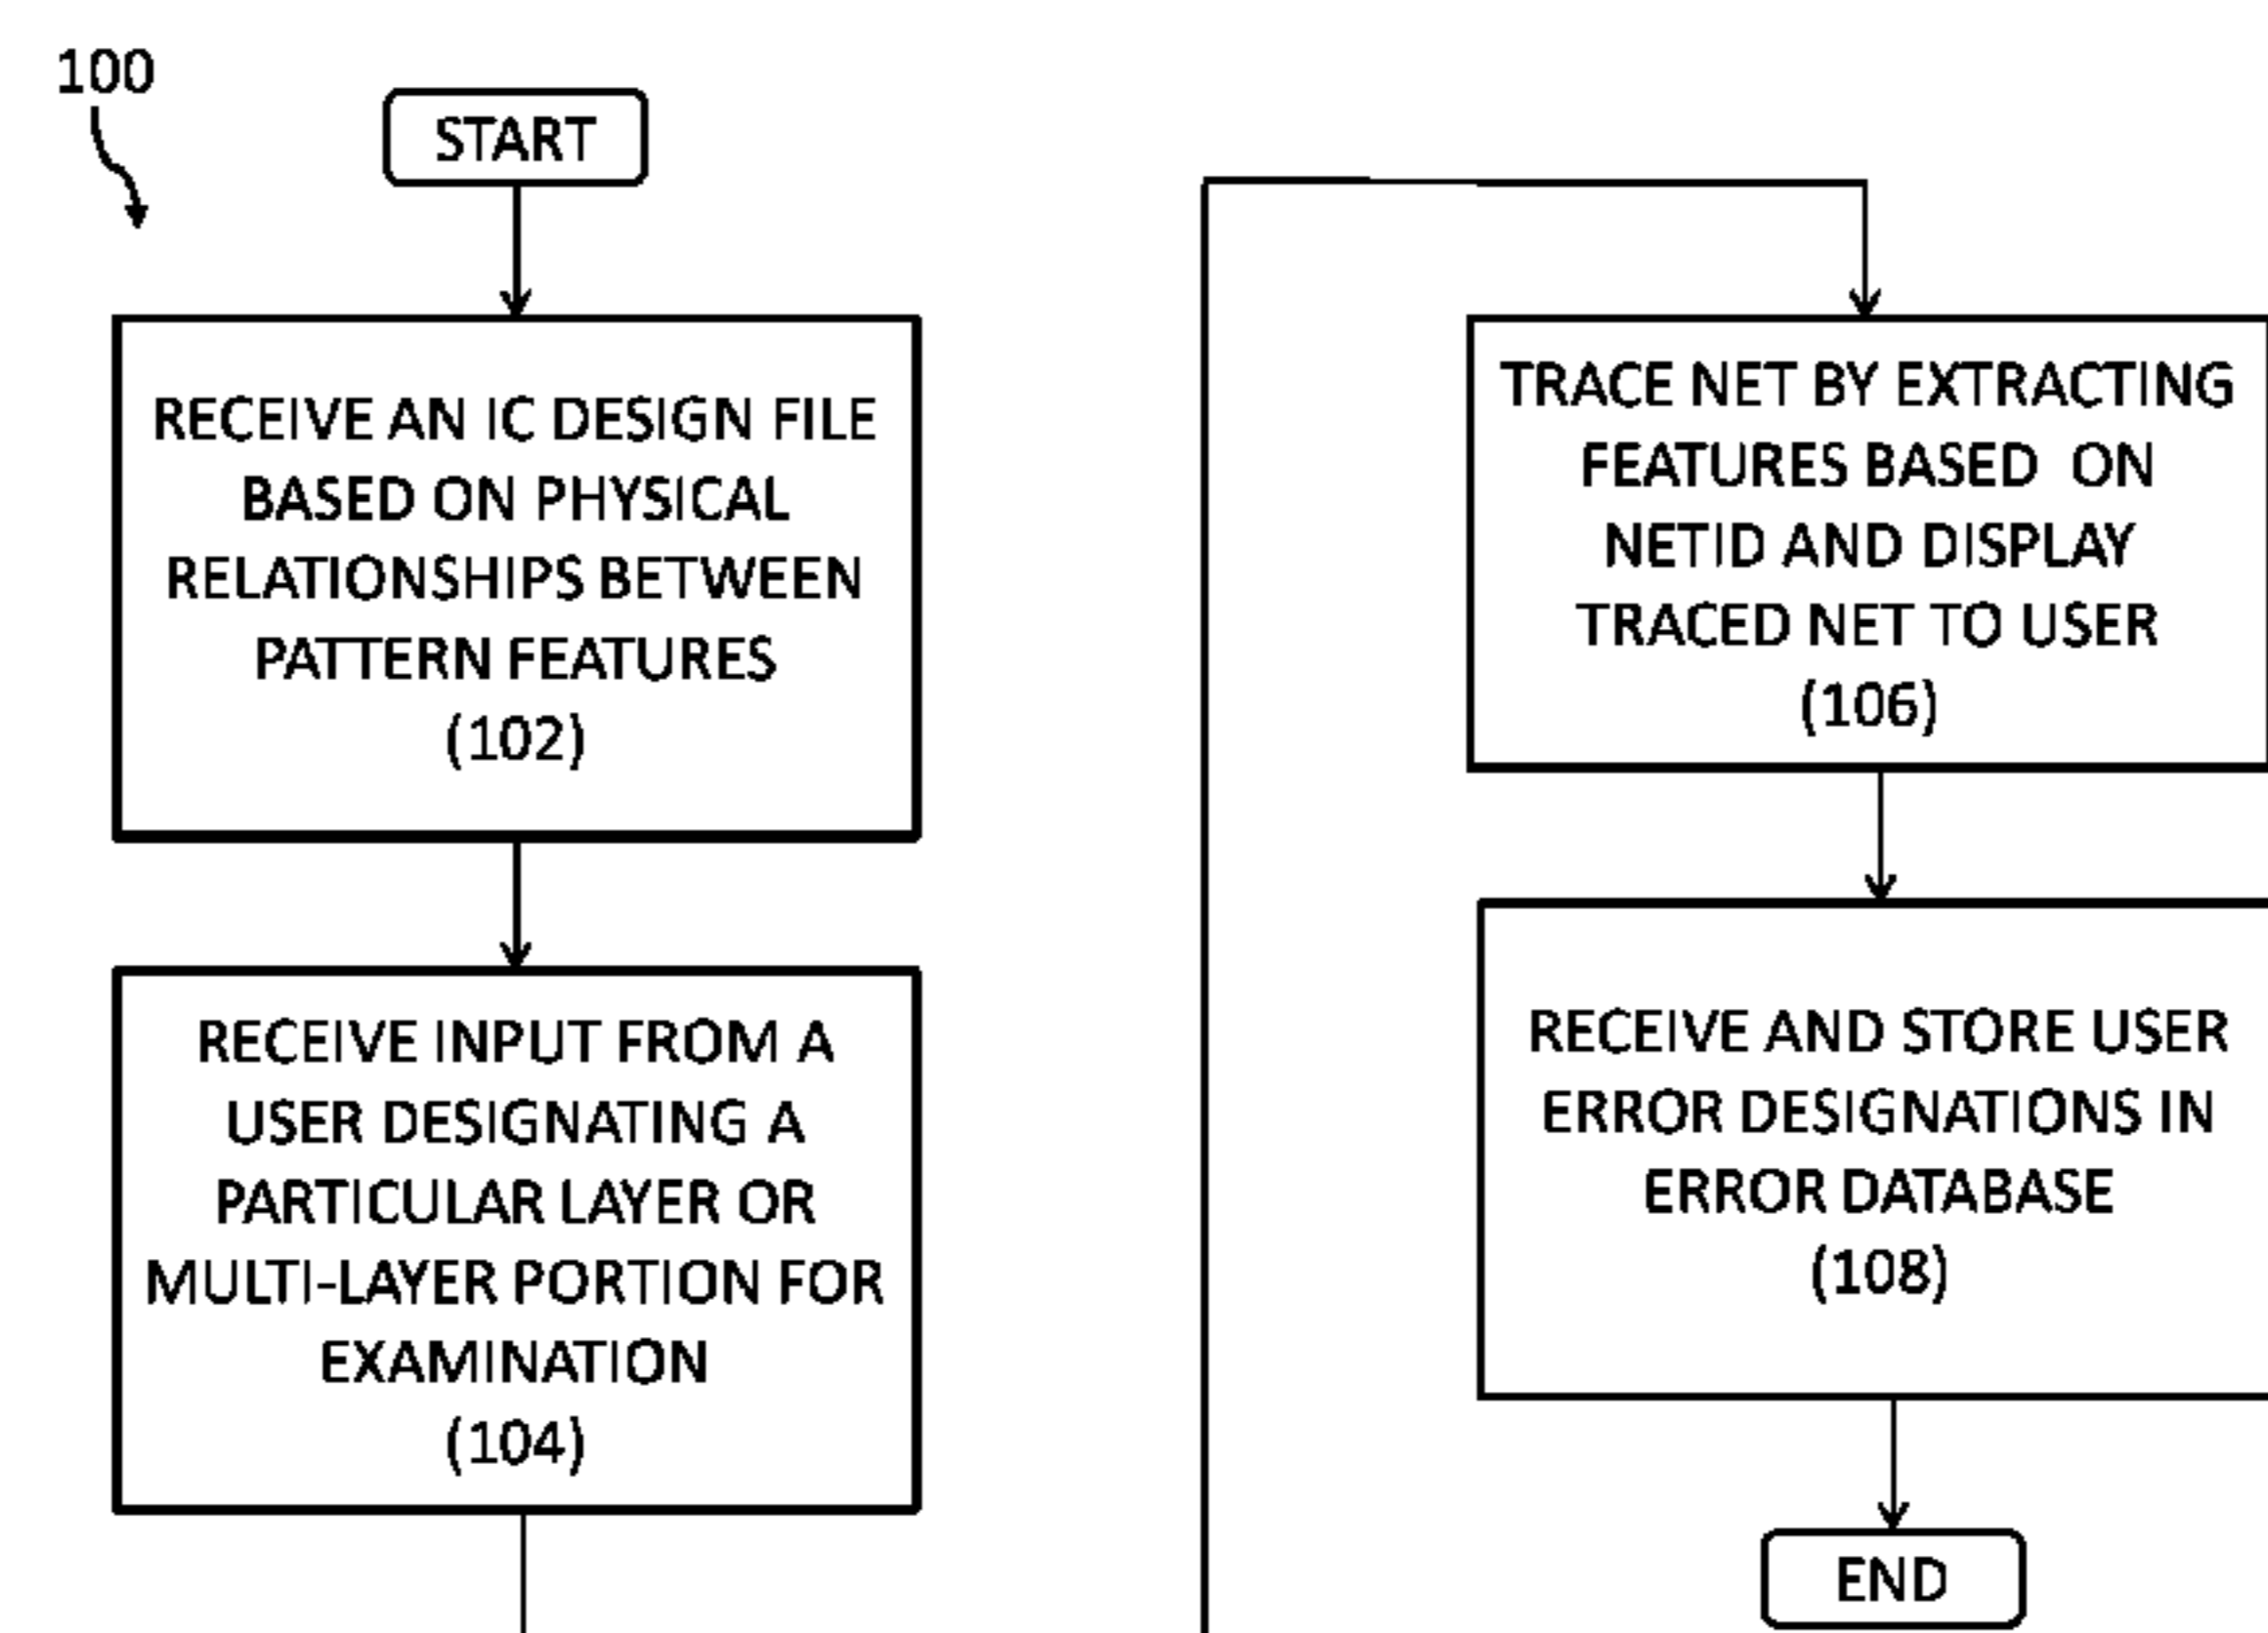 100
START
RECEIVE AN IC DESIGN FILE
BASED ON PHYSICAL
RELATIONSHIPS BETWEEN
PATTERN FEATURES
(102)
RECEIVE INPUT FROM A
USER DESIGNATING A
PARTICULAR LAYER OR
MULTI-LAYER PORTION FOR
EXAMINATION
(104)
TRACE NET BY EXTRACTING
FEATURES BASED ON
NETID AND DISPLAY
TRACED NET TO USER
(106)
RECEIVE AND STORE USER
ERROR DESIGNATIONS IN
ERROR DATABASE
(108)
END